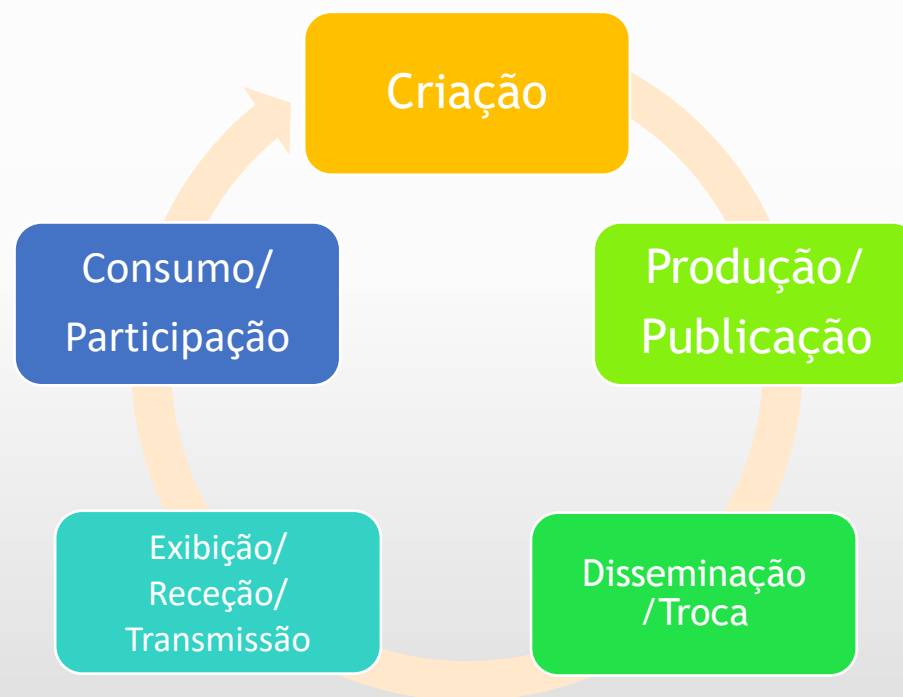 Criação
Produção/
Publicação
Disseminação
/Troca
Exibição/
Receção/
Transmissão
Consumo/
Participação